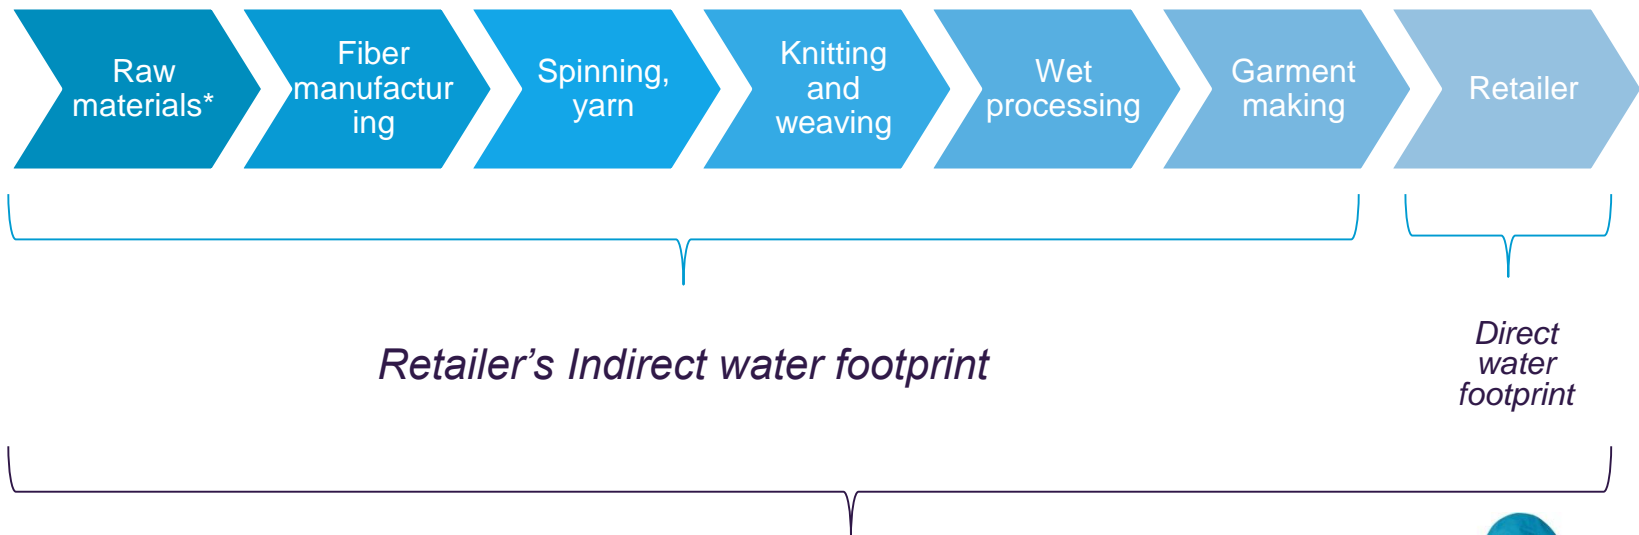 Raw
materials*
Fiber
manufactur
ing
Spinning,
yarn
Knitting
and
weaving
Wet
processing
Garment
making
Retailer
Retailer’s Indirect water footprint
Direct
water
footprint